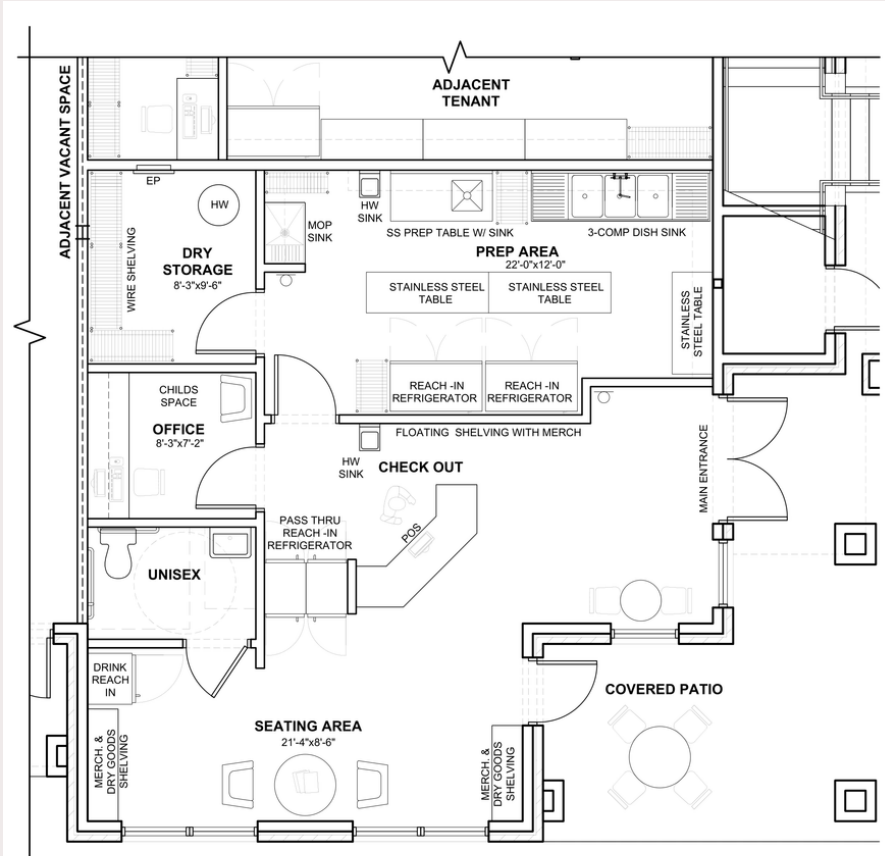 ADJACENT VACANT SPACE
ADJACENT
TENANT
EP
HW
WIRE SHELVING
DRY
STORAGE
8'-3"x9'-6"
MOP
SINK
HW
SINK
SS PREP TABLE W/ SINK
3-COMP DISH SINK
PREP AREA
22'-0"x12'-0"
STAINLESS STEEL
TABLE
STAINLESS STEEL
TABLE
STAINLESS
STEEL TABLE
REACH -IN
REFRIGERATOR
REACH -IN
REFRIGERATOR
CHILDS
SPACE
OFFICE
8'-3"x7'-2"
FLOATING SHELVING WITH MERCH
HW
SINK
CHECK OUT
MAIN ENTRANCE
PASS THRU
REACH -IN
REFRIGERATOR
POS
UNISEX
DRINK
REACH
IN
MERCH. &
DRY GOODS
SHELVING
SEATING AREA
21'-4"x8'-6"
MERCH. &
DRY GOODS
SHELVING
COVERED PATIO